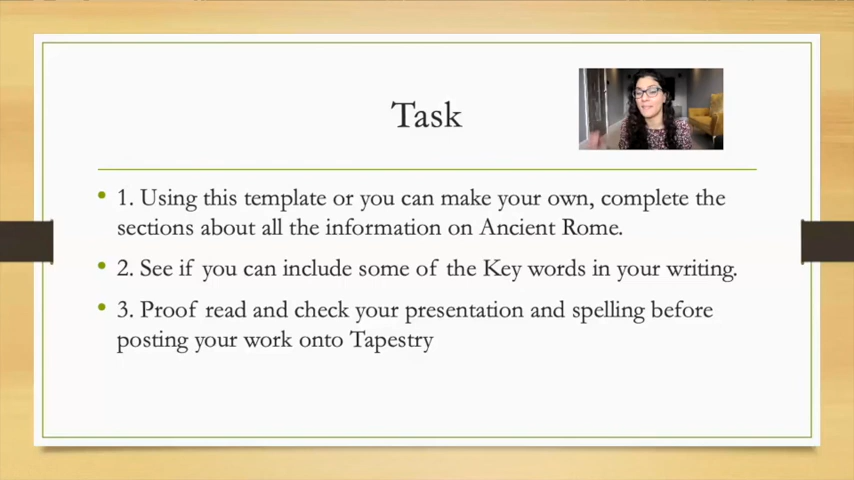 Task
• 1. Using this template or you can make your own, complete the
sections about all the information on Ancient Rome.
• 2. See if you can include some of the Key words in your writing.
• 3. Proof read and check your presentation and spelling before
posting your work onto Tapestry